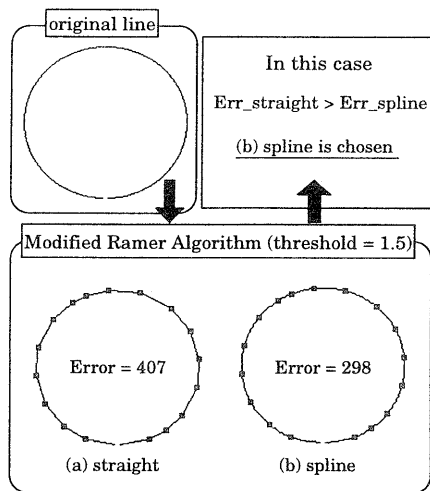 original line
In this case
Err_straight > Err_spline
(b) spline is chosen
Modified Ramer Algorithm (threshold = 1.5)
Error = 407
Error = 298
(a) straight
(b) spline